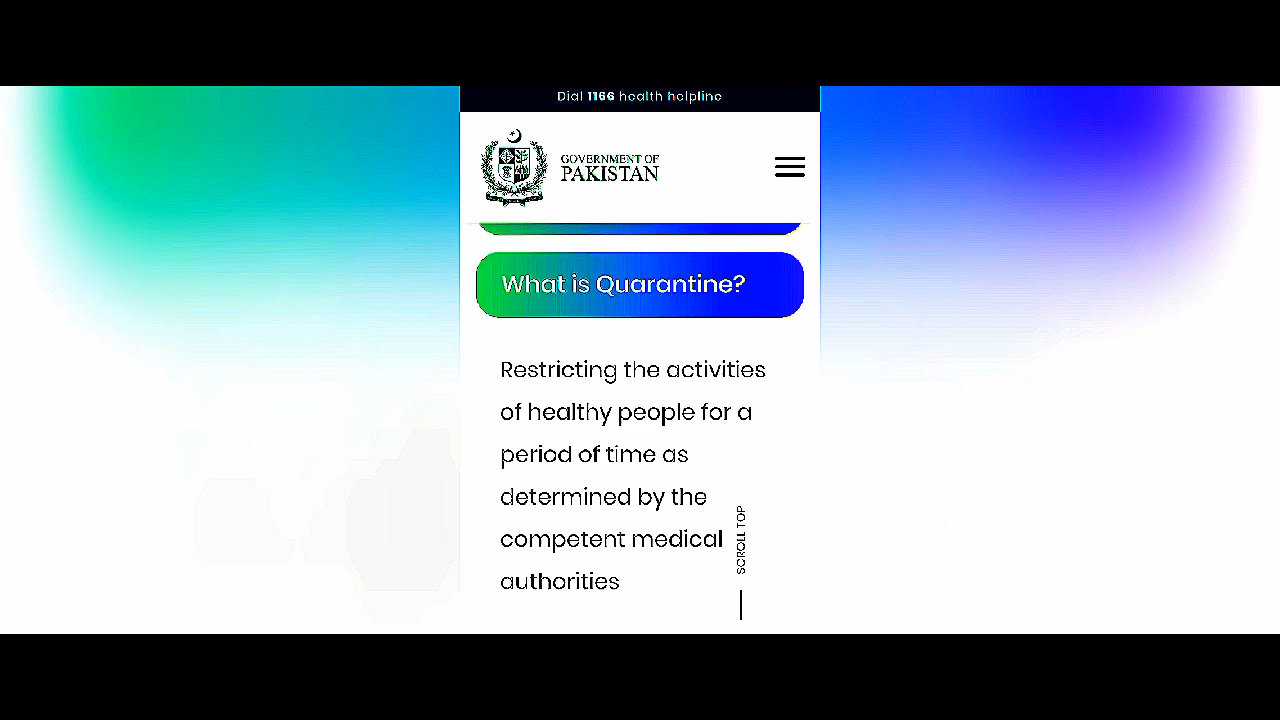 Dial 1166 health helpline
GOVERNMENT OF
PAKISTAN
What is Quarantine?
Restricting the activities
of healthy people for a
period of time as
determined by the
competent medical
authorities
SCROLL TOP